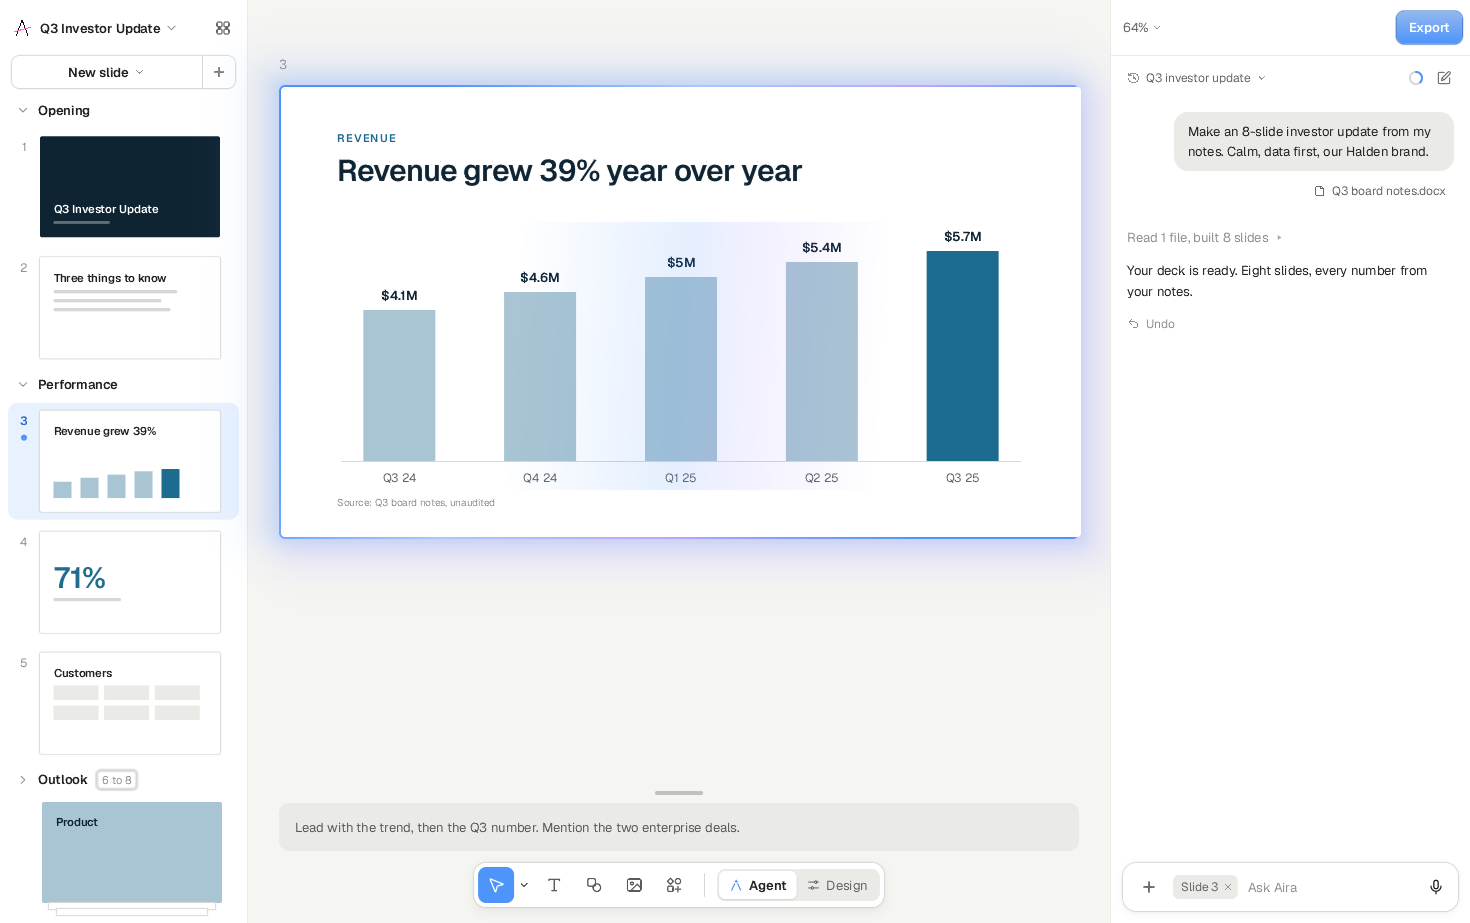 Q3 Investor Update
New slide
Opening
1
Q3 Investor Update
2
Three things to know
Performance
3
Revenue grew 39%
4
71%
5
Customers
Outlook
6 to 8
Product
3
REVENUE
Revenue grew 39% year over year
$4.1M
$4.6M
$5M
$5.4M
$5.7M
Q3 24
Q4 24
Q1 25
Q2 25
Q3 25
Source: Q3 board notes, unaudited
Lead with the trend, then the Q3 number. Mention the two enterprise deals.
Agent
Design
64%
Export
Q3 investor update
Make an 8-slide investor update from my
notes. Calm, data first, our Halden brand.
Q3 board notes.docx
Read 1 file, built 8 slides
Your deck is ready. Eight slides, every number from
your notes.
Undo
Slide 3
Ask Aira